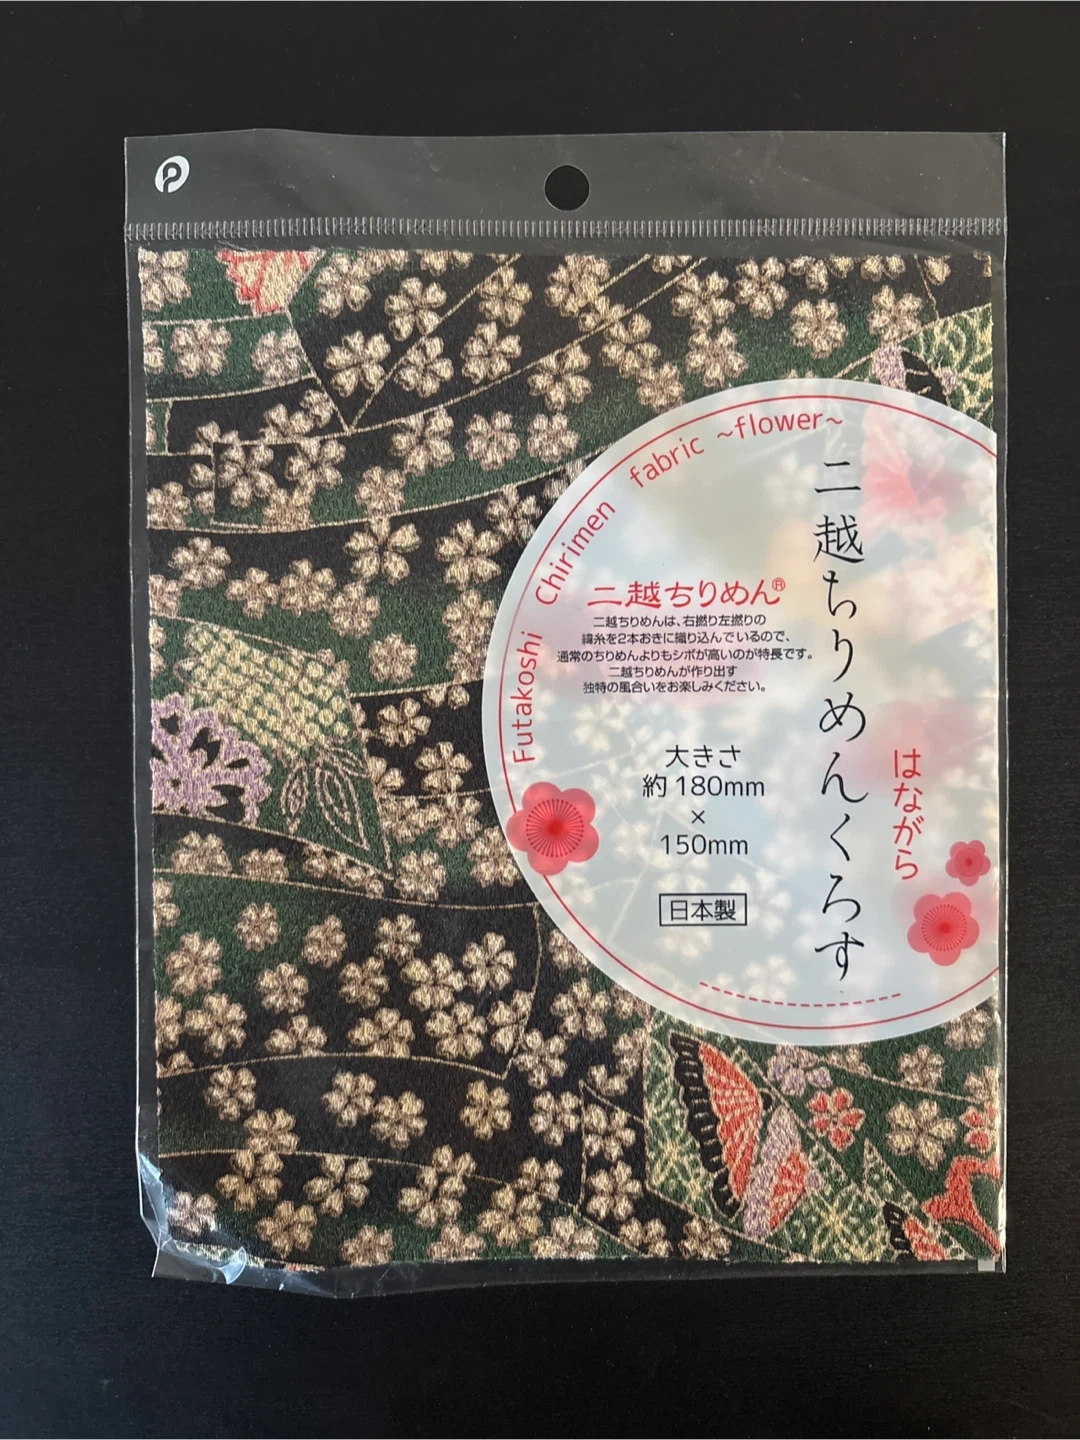 Futakoshi Chirimen fabric ~flower~
二越ちりめんくろす
はながら
二越ちりめん®
二越ちりめんは、右撚り左撚りの
緯糸を2本おきに織り込んでいるので、
通常のちりめんよりもシボが高いのが特長です。
二越ちりめんが作り出す
独特の風合いをお楽しみください。
大きさ
約180mm
×
150mm
日本製